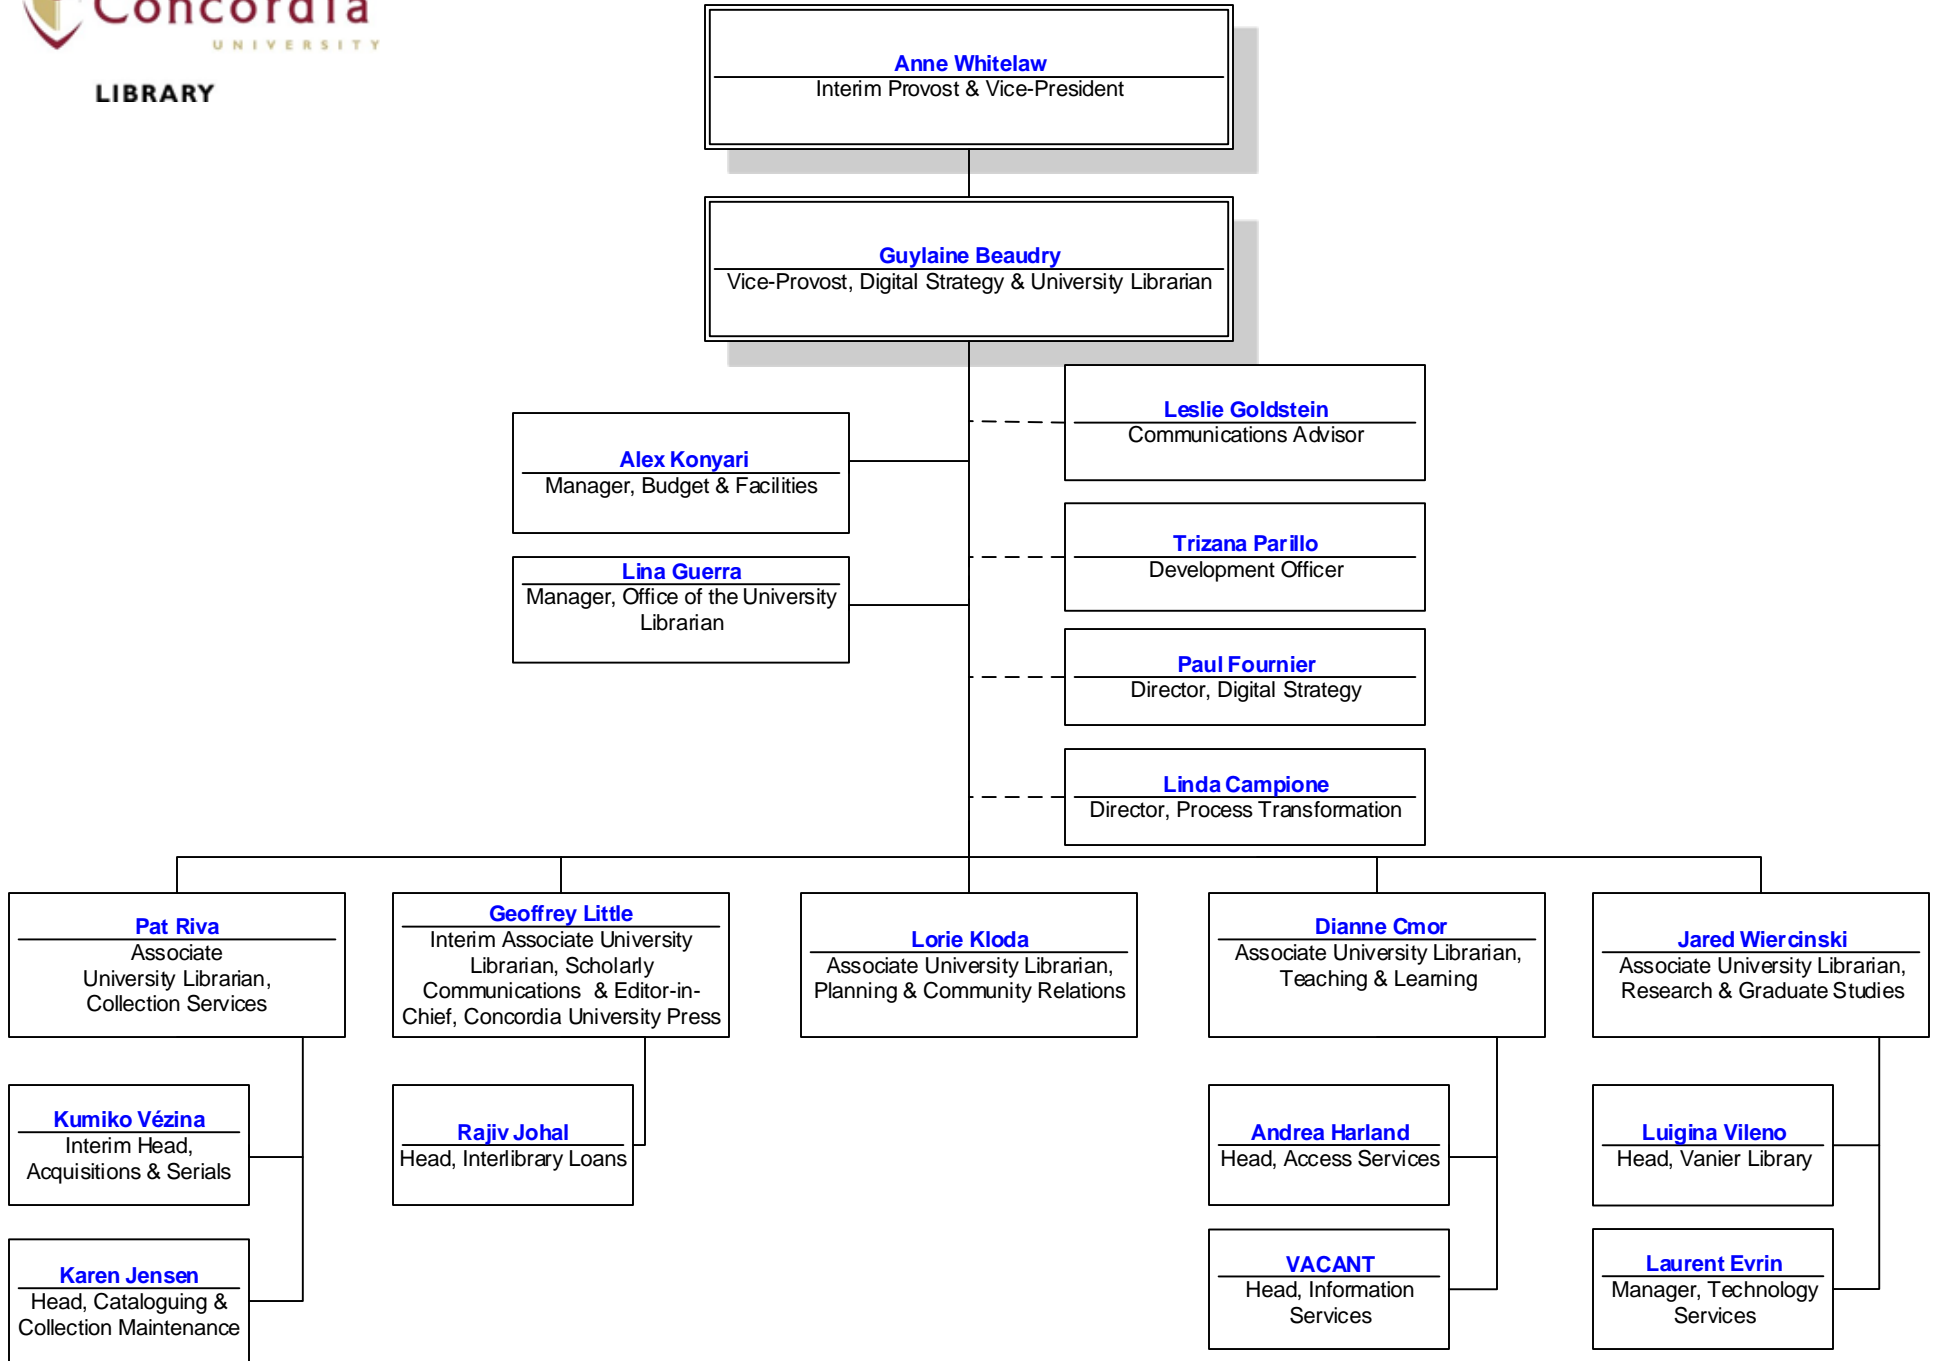 Concordia
UNIVERSITY
LIBRARY
Anne Whitelaw
Interim Provost & Vice-President
Guylaine Beaudry
Vice-Provost, Digital Strategy & University Librarian
Leslie Goldstein
Communications Advisor
Alex Konyari
Manager, Budget & Facilities
Trizana Parillo
Development Officer
Lina Guerra
Manager, Office of the University
Librarian
Paul Fournier
Director, Digital Strategy
Linda Campione
Director, Process Transformation
Pat Riva
Associate
University Librarian,
Collection Services
Geoffrey Little
Interim Associate University
Librarian, Scholarly
Communications & Editor-in-
Chief, Concordia University Press
Lorie Kloda
Associate University Librarian,
Planning & Community Relations
Dianne Cmor
Associate University Librarian,
Teaching & Learning
Jared Wiercinski
Associate University Librarian,
Research & Graduate Studies
Kumiko Vézina
Interim Head,
Acquisitions & Serials
Rajiv Johal
Head, Interlibrary Loans
Andrea Harland
Head, Access Services
Luigina Vileno
Head, Vanier Library
Karen Jensen
Head, Cataloguing &
Collection Maintenance
VACANT
Head, Information
Services
Laurent Evrin
Manager, Technology
Services